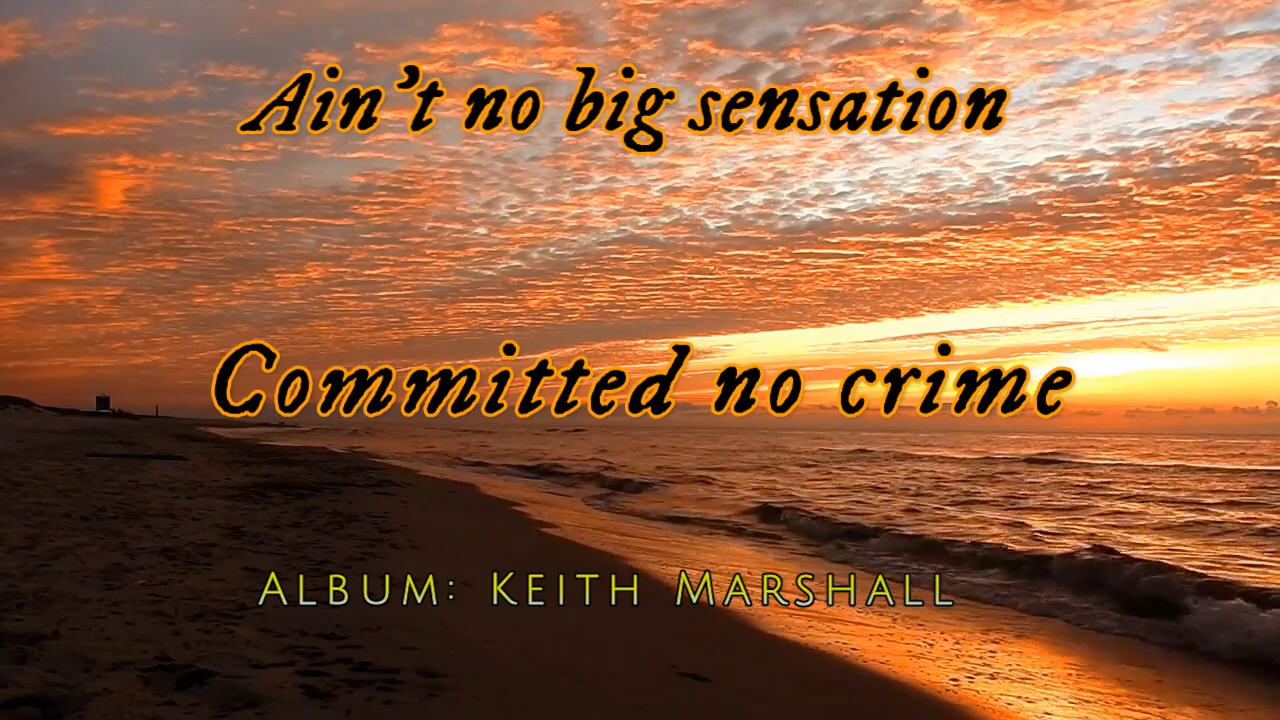 Ain't no big sensation
Committed no crime
Album: Keith Marshall